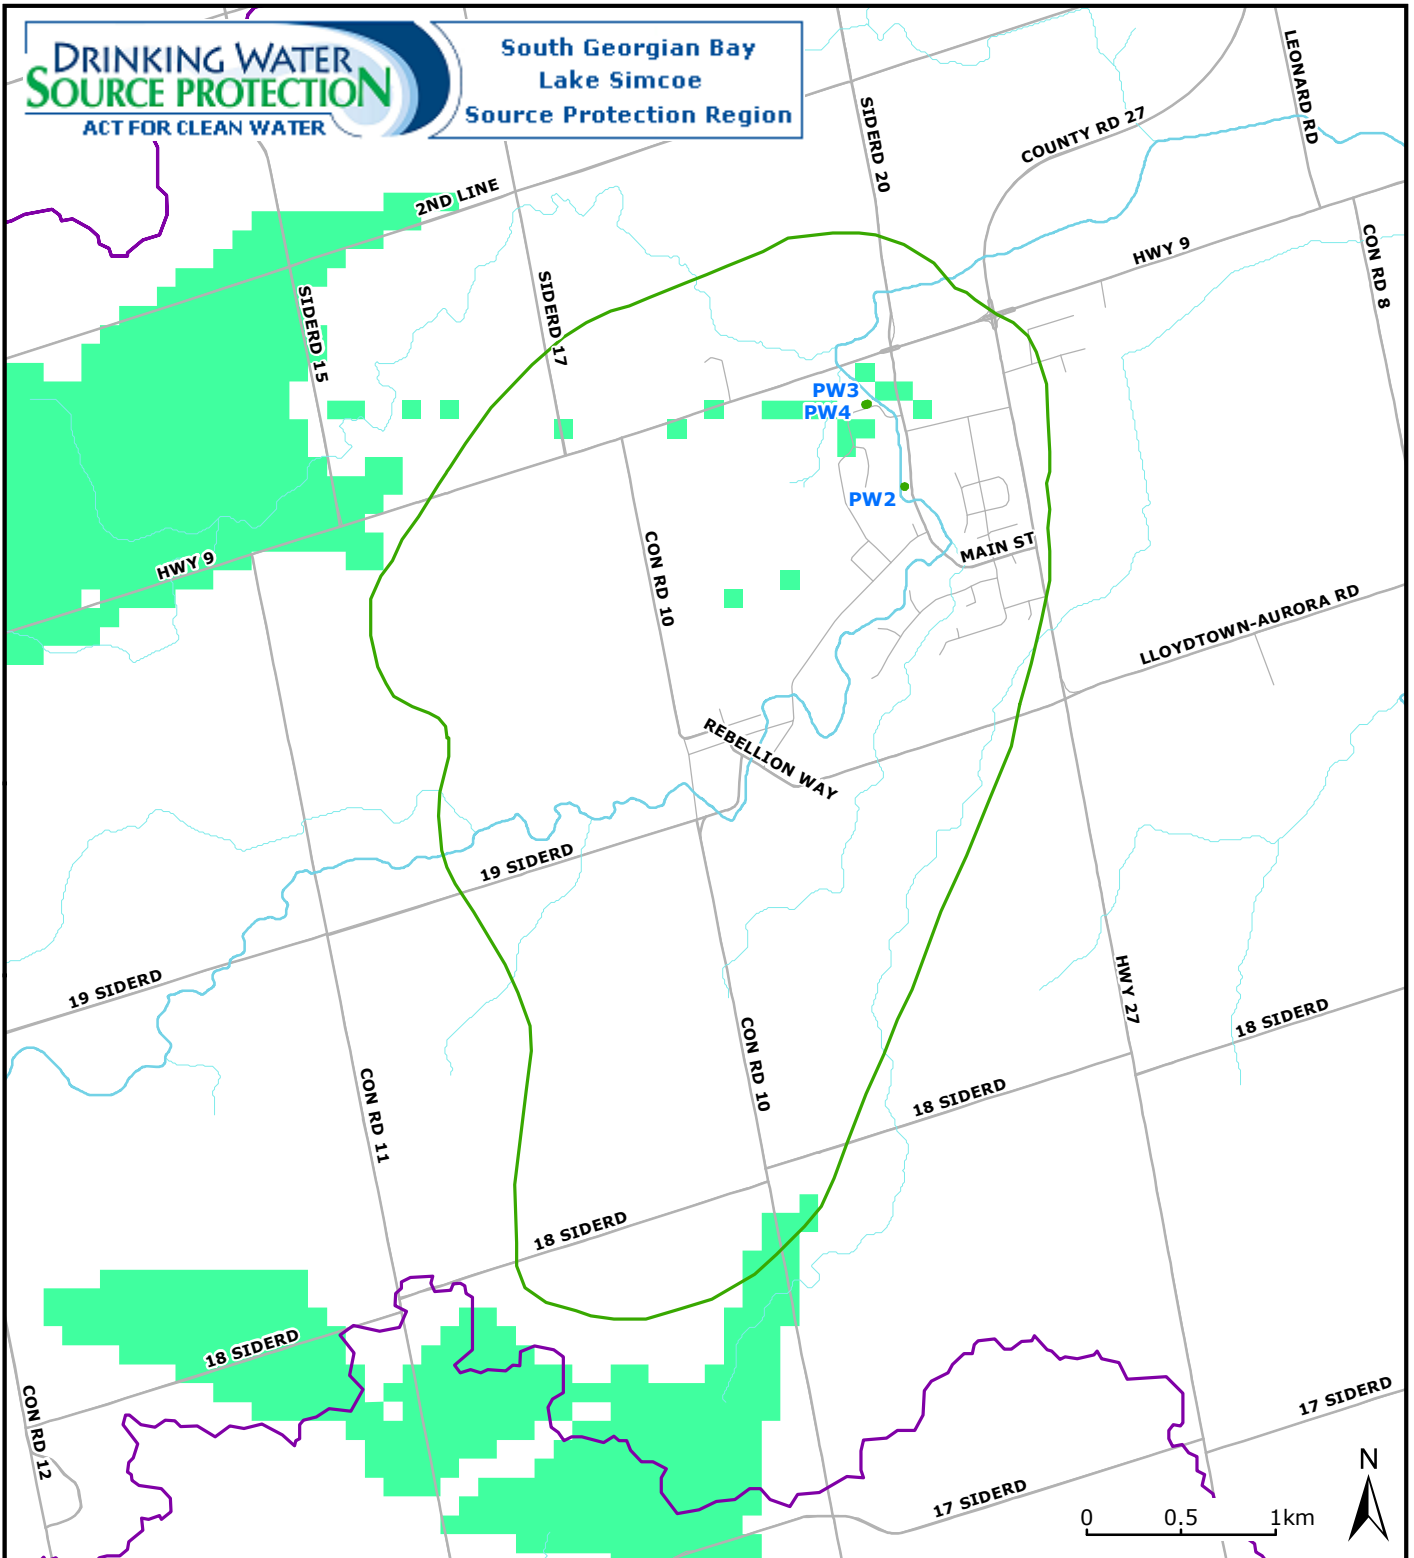 DRINKING WATER
SOURCE PROTECTION
ACT FOR CLEAN WATER
South Georgian Bay
Lake Simcoe
Source Protection Region
LEONARD RD
SIDERD 20
COUNTY RD 27
2ND LINE
HWY 9
CON RD 8
SIDERD 15
SIDERD 17
PW3
PW4
PW2
MAIN ST
HWY 9
CON RD 10
LLOYDTOWN-AURORA RD
REBELLION WAY
19 SIDERD
19 SIDERD
HWY 27
18 SIDERD
CON RD 10
CON RD 11
18 SIDERD
18 SIDERD
18 SIDERD
CON RD 12
17 SIDERD
17 SIDERD
N
0 0.5 1km